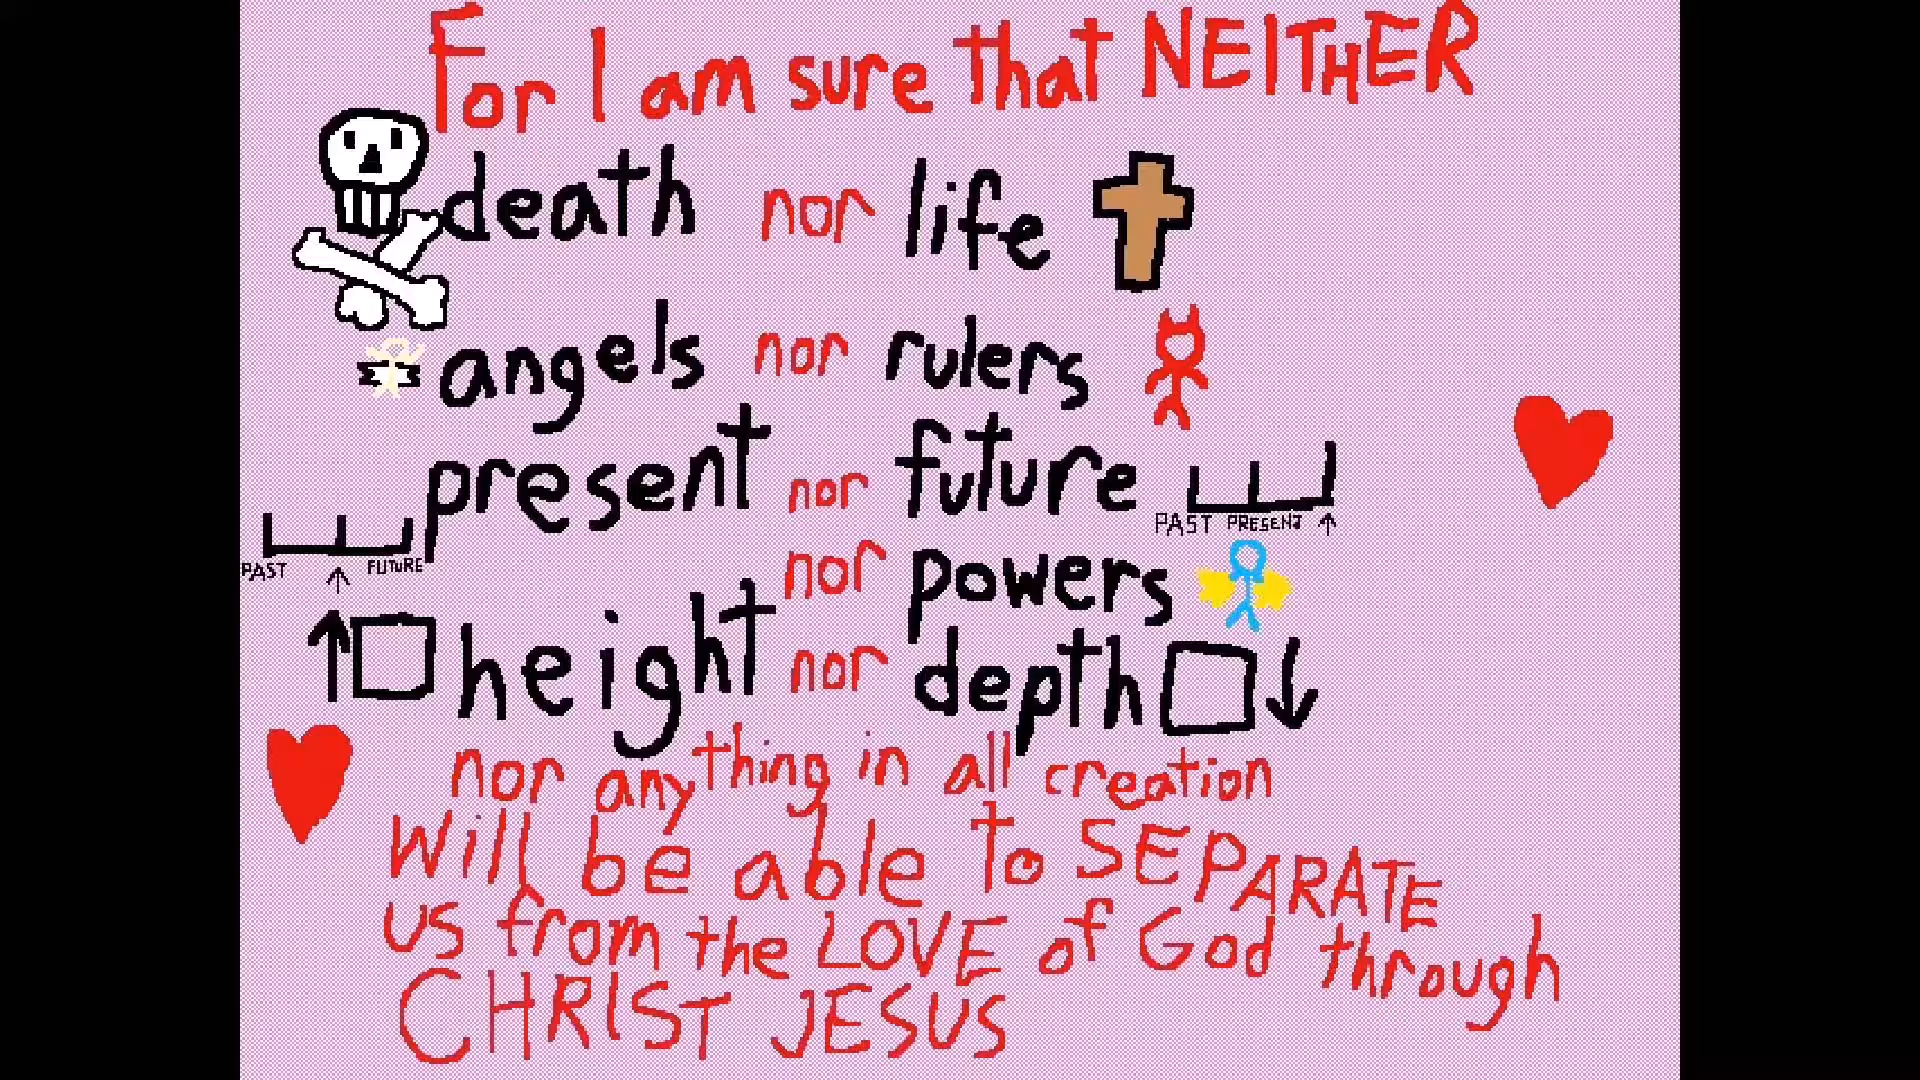 For I am sure that NEITHER
death nor life
angels nor rulers
present nor future
PAST PRESENT
PAST FUTURE
nor powers
height nor depth
nor anything in all creation
Will be able to SEPARATE
us from the LOVE of God through
CHRIST JESUS